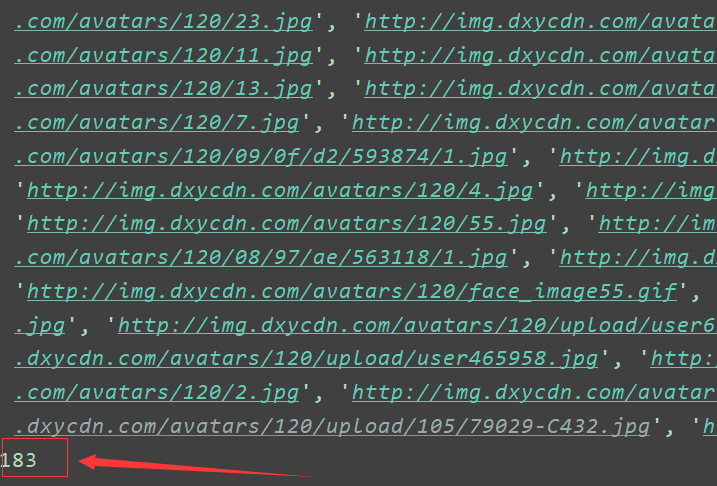 .com/avatars/120/23.jpg', 'http://img.dxycdn.com/avata
.com/avatars/120/11.jpg', 'http://img.dxycdn.com/avata
.com/avatars/120/13.jpg', 'http://img.dxycdn.com/avata
.com/avatars/120/7.jpg', 'http://img.dxycdn.com/avatar
.com/avatars/120/09/0f/d2/593874/1.jpg', 'http://img.d
'http://img.dxycdn.com/avatars/120/4.jpg', 'http://img
'http://img.dxycdn.com/avatars/120/55.jpg', 'http://im
.com/avatars/120/08/97/ae/563118/1.jpg', 'http://img.d
'http://img.dxycdn.com/avatars/120/face_image55.gif',
.jpg', 'http://img.dxycdn.com/avatars/120/upload/user6
.dxycdn.com/avatars/120/upload/user465958.jpg', 'http:
.com/avatars/120/2.jpg', 'http://img.dxycdn.com/avatar
.dxycdn.com/avatars/120/upload/105/79029-C432.jpg', 'h
183